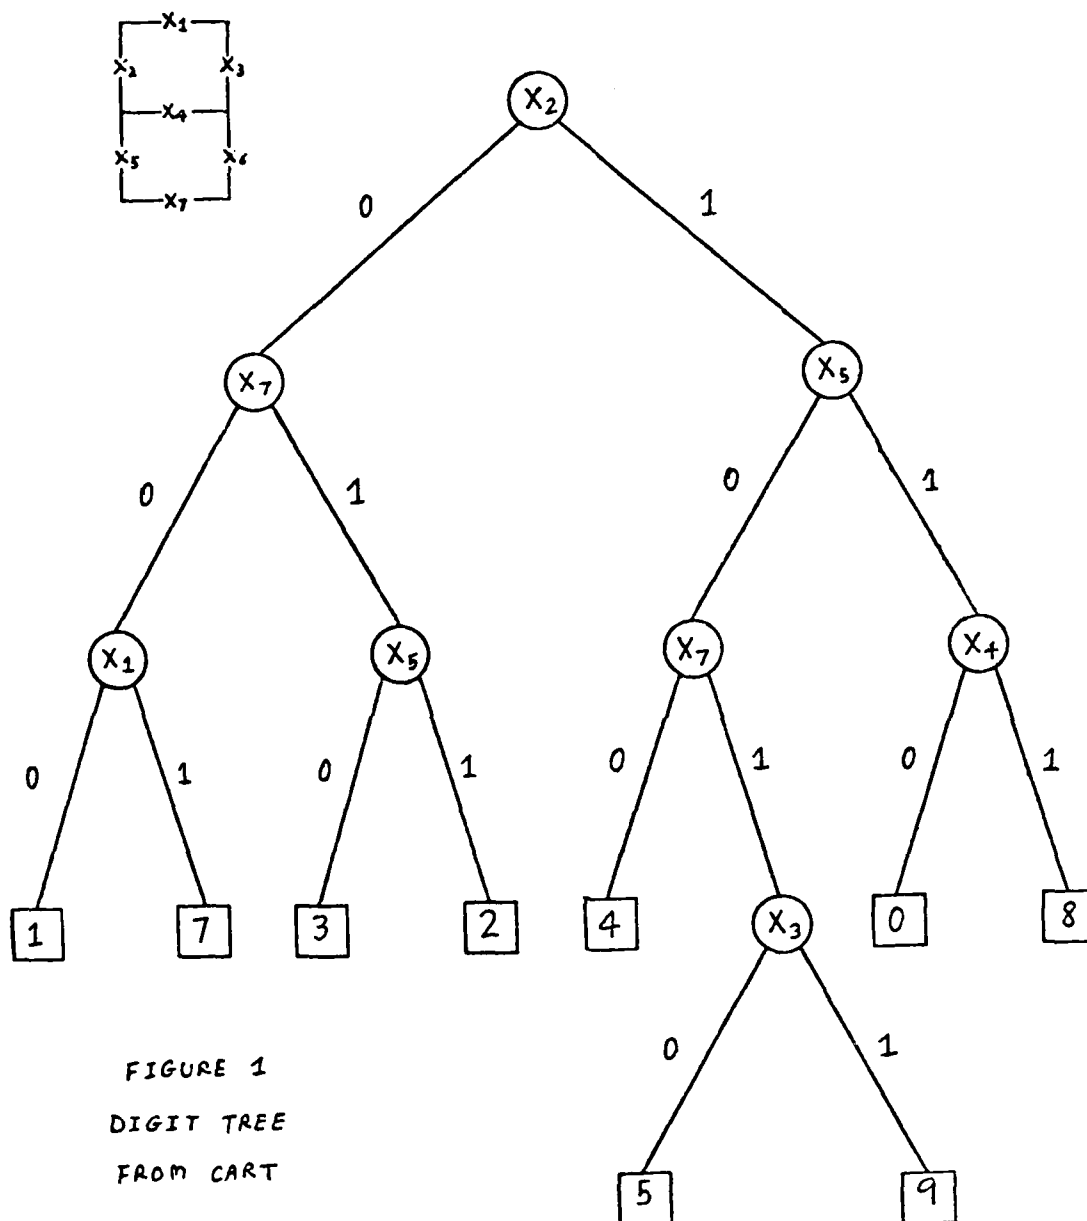 X₁
X₂ X₃
X₄
X₅ X₆
X₇
X₂
0 1
X₇ X₅
0 1 0 1
X₁ X₅ X₇ X₄
0 1 0 1 0 1 0 1
1 7 3 2 4 X₃ 0 8
0 1
5 9
FIGURE 1
DIGIT TREE
FROM CART